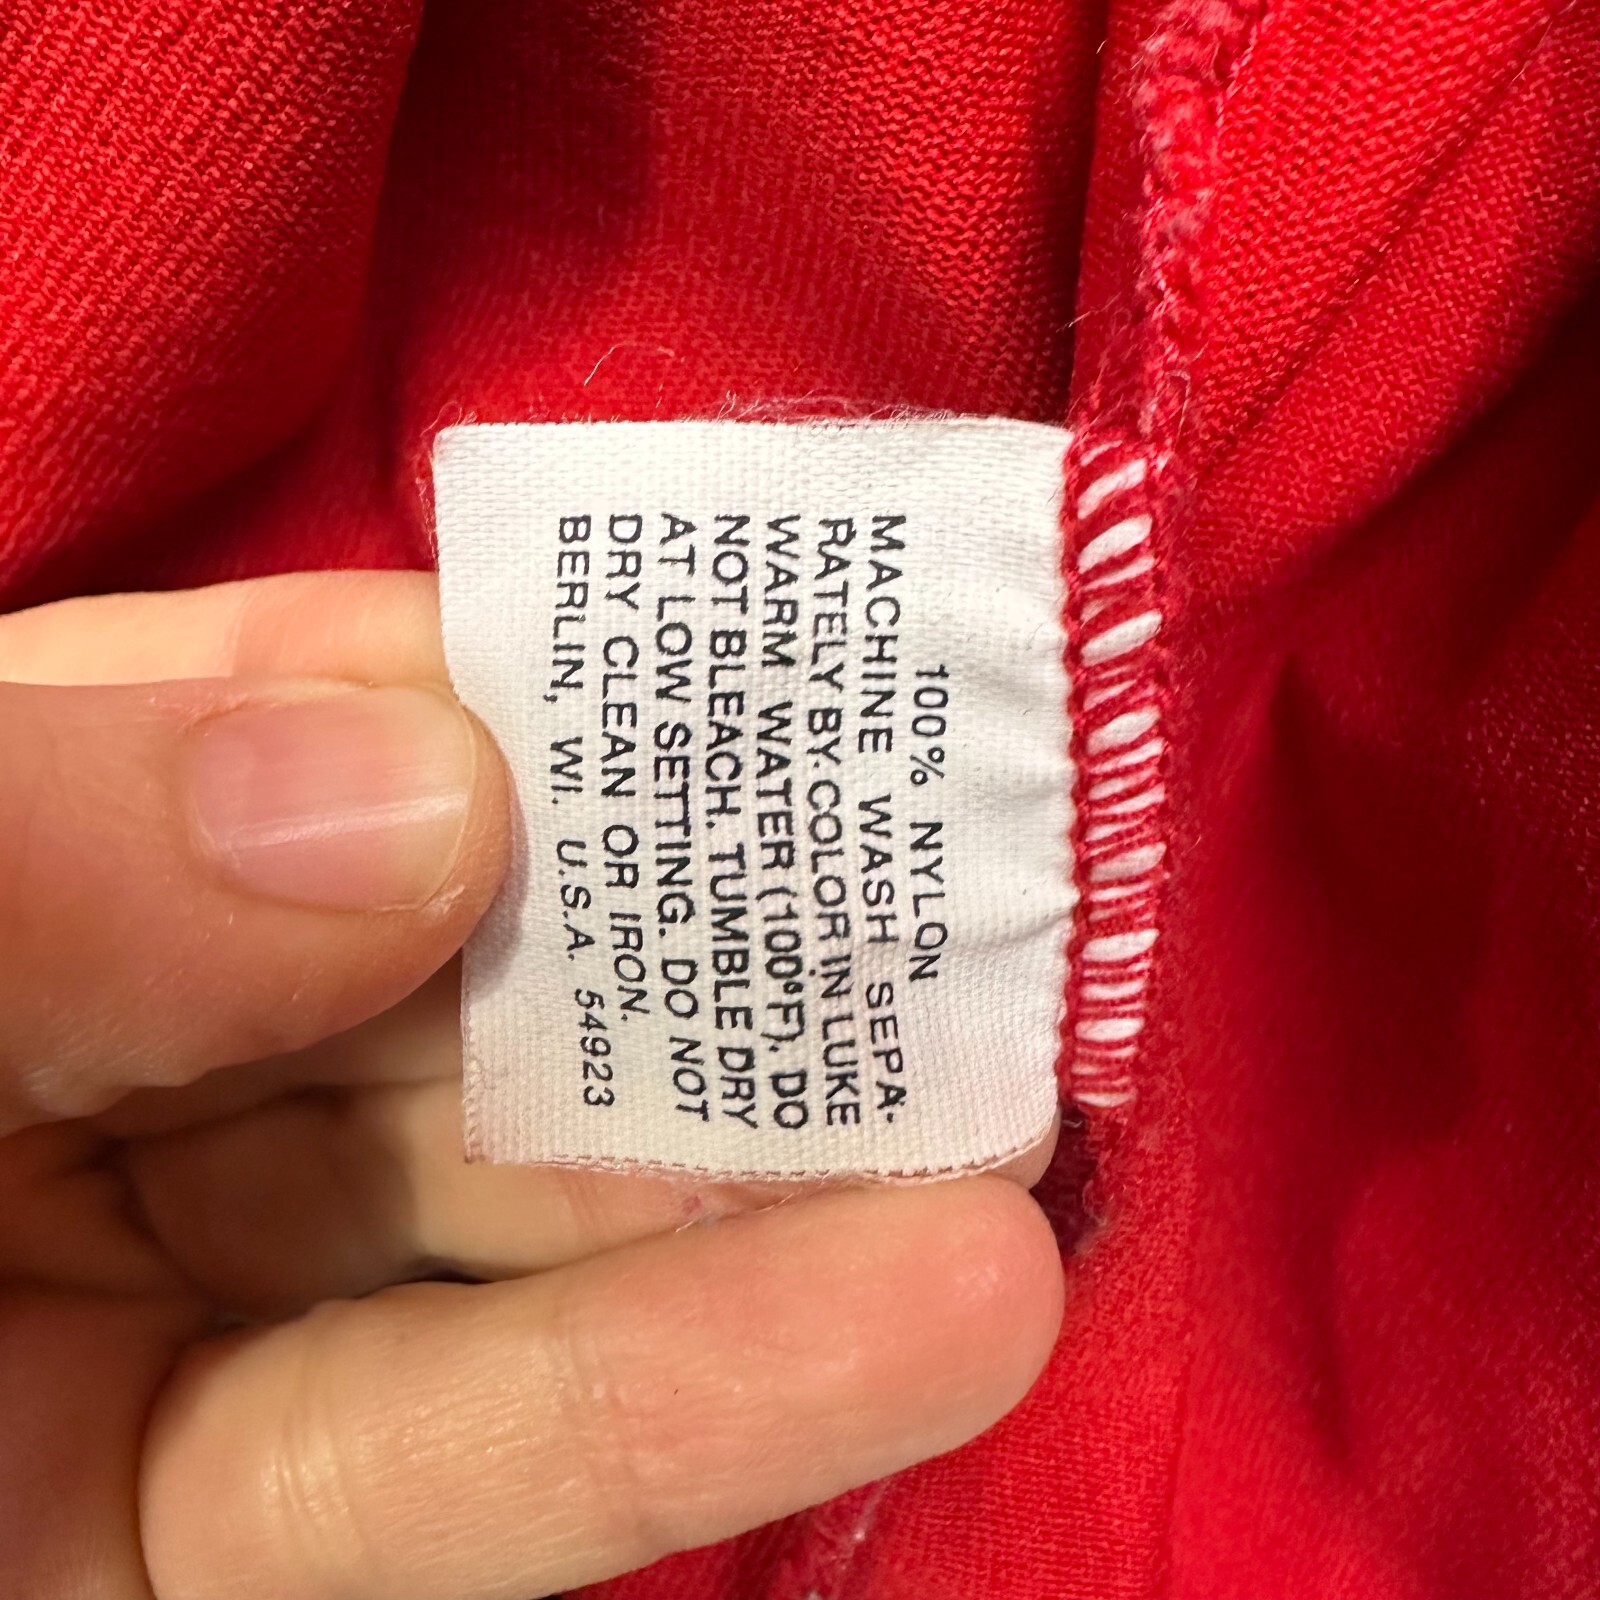 100% NYLON
MACHINE WASH SEPA-
RATELY BY COLOR IN LUKE
WARM WATER (100°F). DO
NOT BLEACH. TUMBLE DRY
AT LOW SETTING. DO NOT
DRY CLEAN OR IRON.
BERLIN, WI. U.S.A. 54923